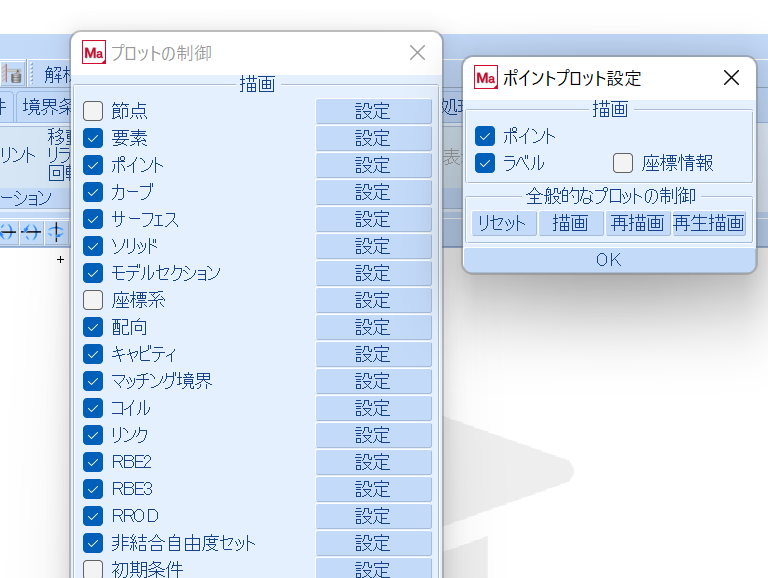 Ma プロットの制御
描画
節点 設定
要素 設定
ポイント 設定
カーブ 設定
サーフェス 設定
ソリッド 設定
モデルセクション 設定
座標系 設定
配向 設定
キャビティ 設定
マッチング境界 設定
コイル 設定
リンク 設定
RBE2 設定
RBE3 設定
RROD 設定
非結合自由度セット 設定
初期条件 設定
Ma ポイントプロット設定
描画
ポイント
ラベル 座標情報
全般的なプロットの制御
リセット 描画 再描画 再生描画
OK
解析
境界条
移動
リント リラ
回転
ーション
処理
表